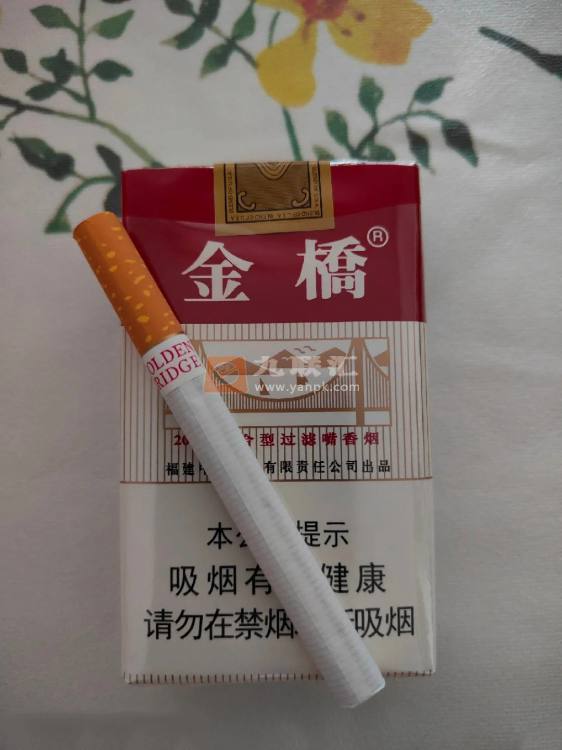 金橋®
OLDEN
RIDGE
九联汇
www.yanpk.com
20 合型过滤嘴香烟
福建 有限责任公司出品
本 提示
吸烟有 健康
请勿在禁烟 吸烟